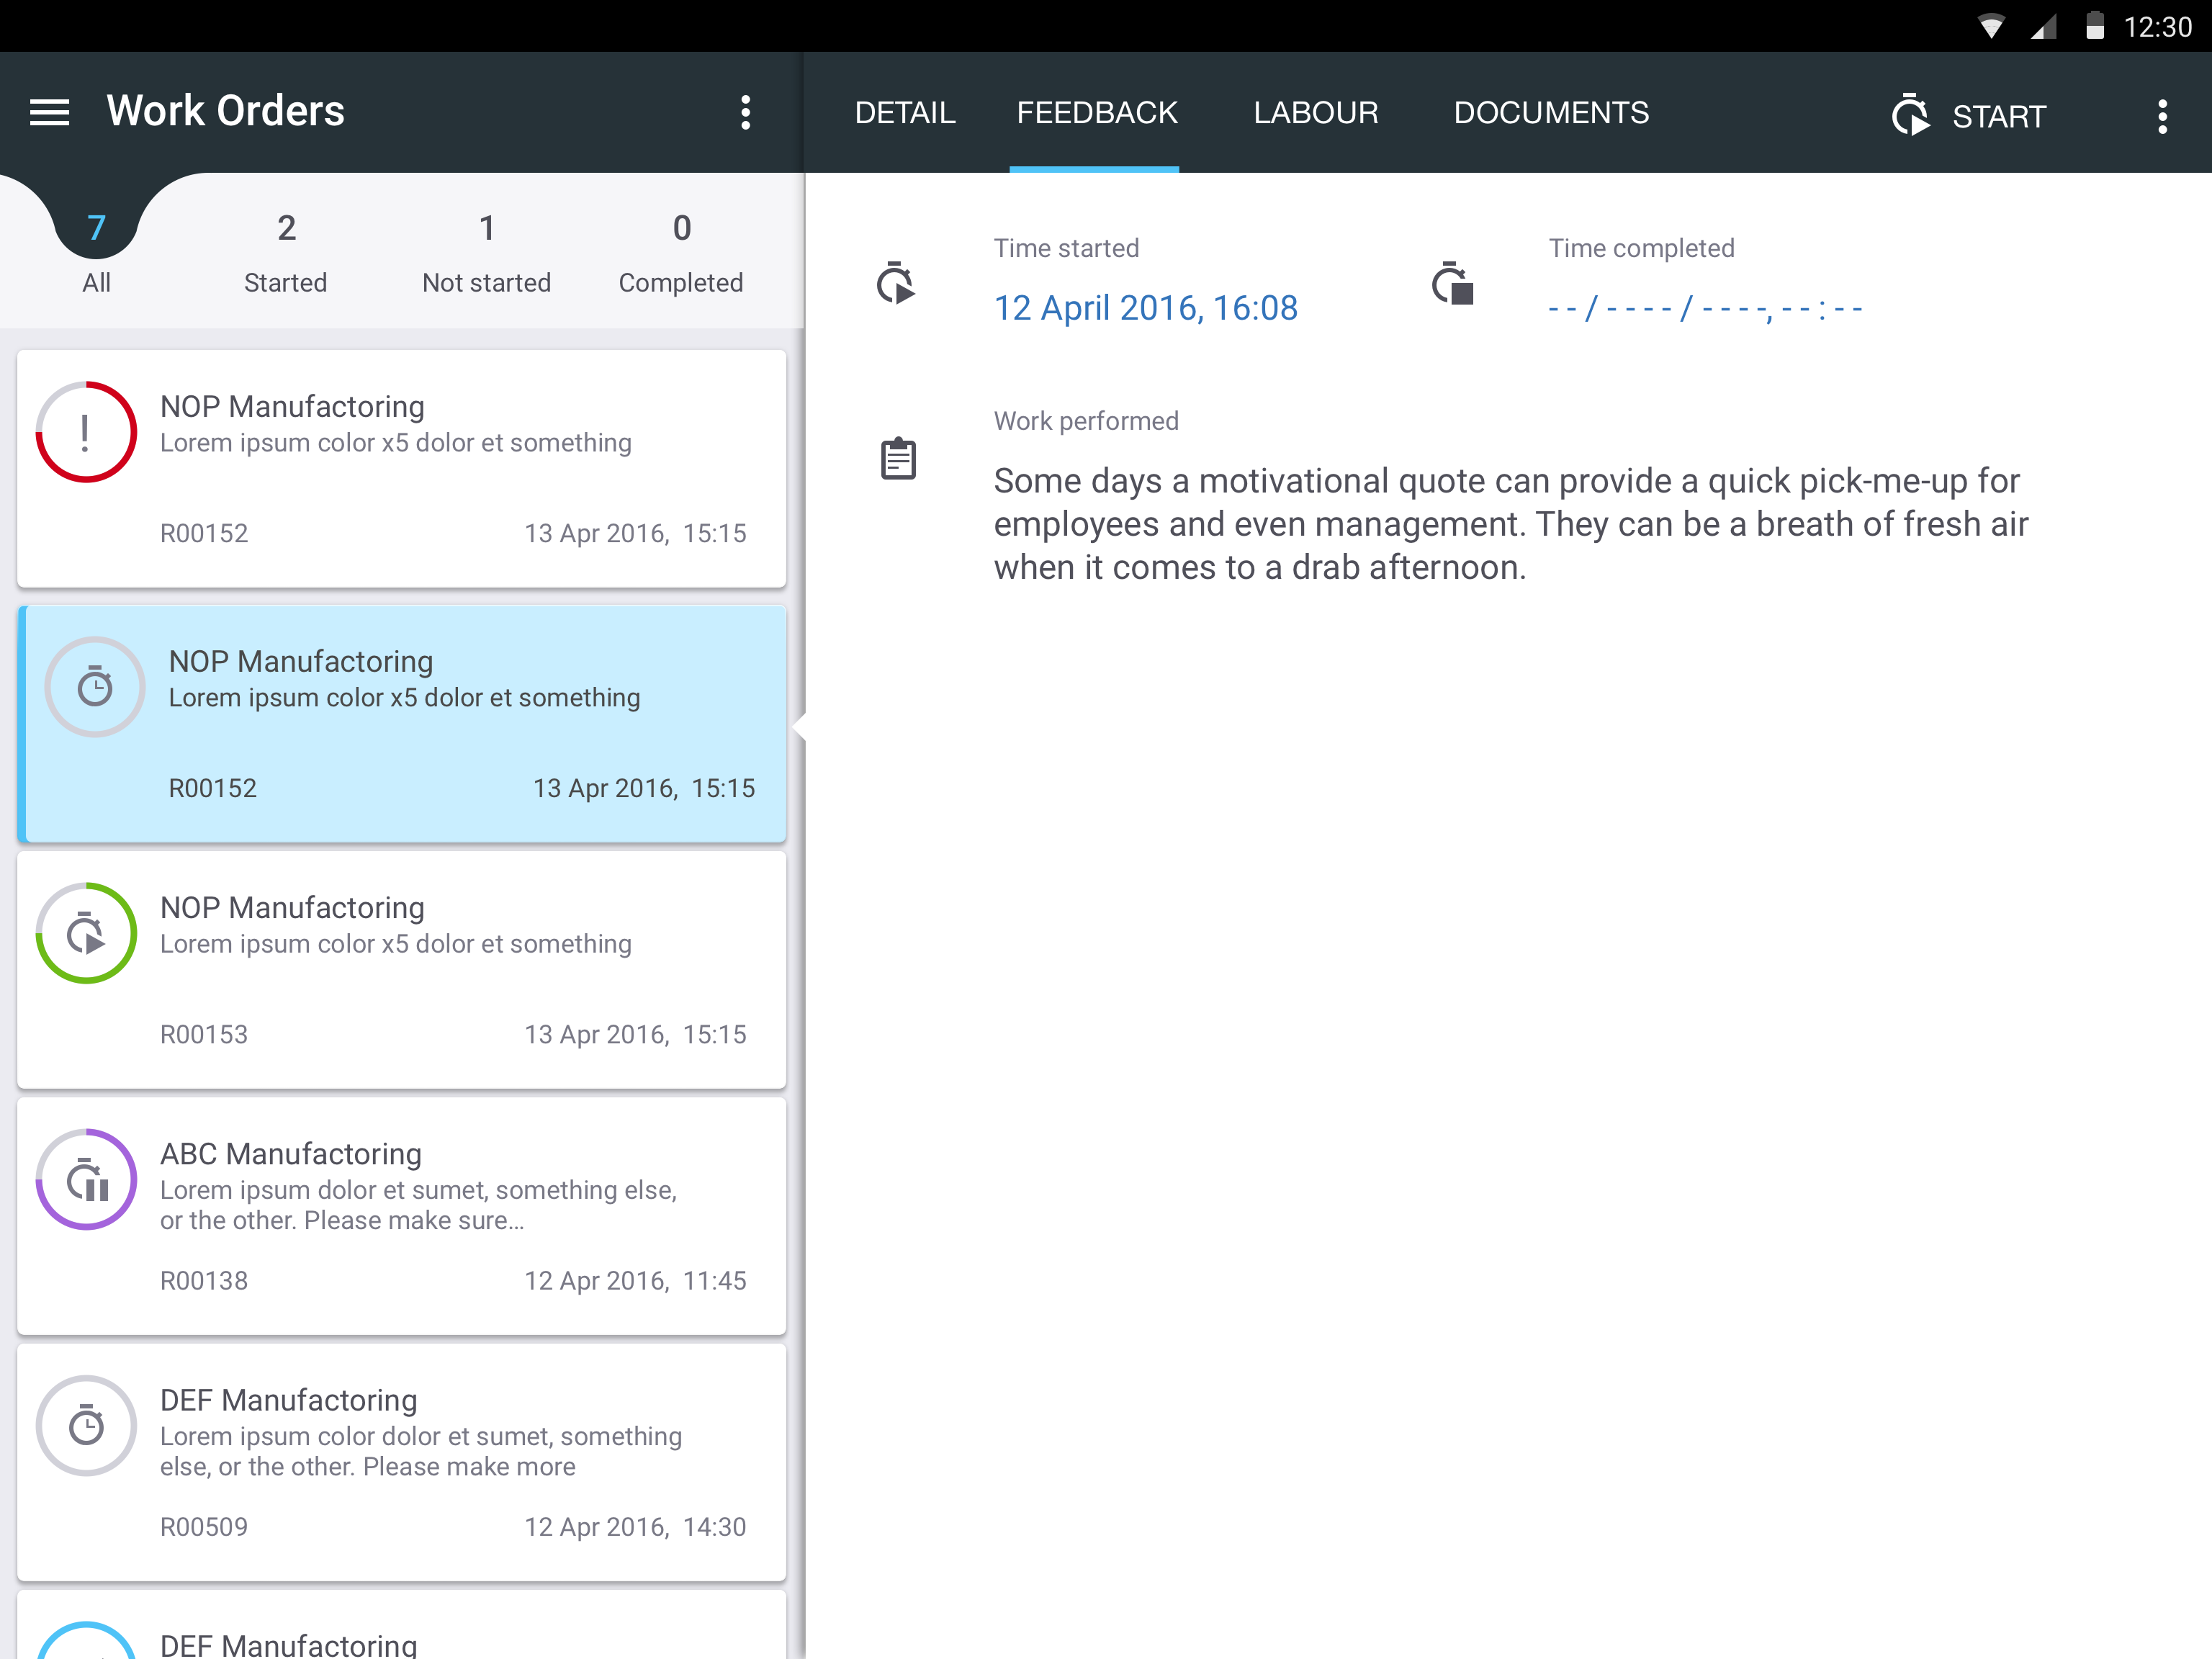 12:30
Work Orders
DETAIL FEEDBACK LABOUR DOCUMENTS START
7 2 1 0
All Started Not started Completed
NOP Manufactoring
Lorem ipsum color x5 dolor et something
R00152 13 Apr 2016, 15:15
NOP Manufactoring
Lorem ipsum color x5 dolor et something
R00152 13 Apr 2016, 15:15
NOP Manufactoring
Lorem ipsum color x5 dolor et something
R00153 13 Apr 2016, 15:15
ABC Manufactoring
Lorem ipsum dolor et sumet, something else,
or the other. Please make sure...
R00138 12 Apr 2016, 11:45
DEF Manufactoring
Lorem ipsum color dolor et sumet, something
else, or the other. Please make more
R00509 12 Apr 2016, 14:30
DEF Manufactoring
Time started
12 April 2016, 16:08
Time completed
- - / - - - - / - - - -, - - : - -
Work performed
Some days a motivational quote can provide a quick pick-me-up for
employees and even management. They can be a breath of fresh air
when it comes to a drab afternoon.